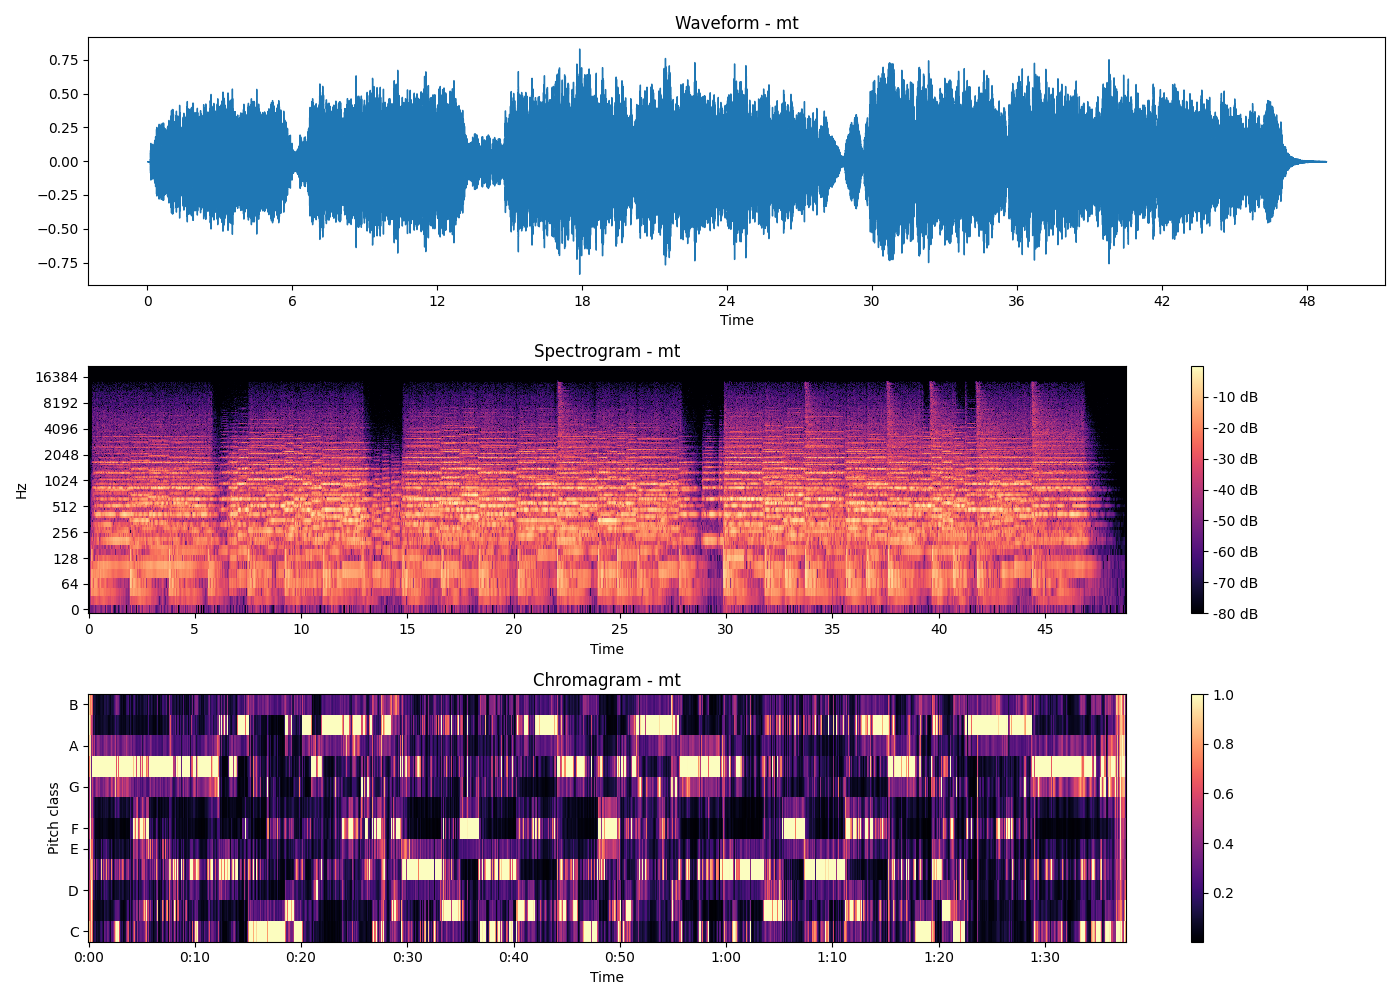 Waveform - mt
0.75
0.50
0.25
0.00
−0.25
−0.50
−0.75
0 6 12 18 24 30 36 42 48
Time
Spectrogram - mt
Hz
16384
8192
4096
2048
1024
512
256
128
64
0
0 5 10 15 20 25 30 35 40 45
Time
-10 dB
-20 dB
-30 dB
-40 dB
-50 dB
-60 dB
-70 dB
-80 dB
Chromagram - mt
Pitch class
B
A
G
F
E
D
C
0:00 0:10 0:20 0:30 0:40 0:50 1:00 1:10 1:20 1:30
Time
1.0
0.8
0.6
0.4
0.2